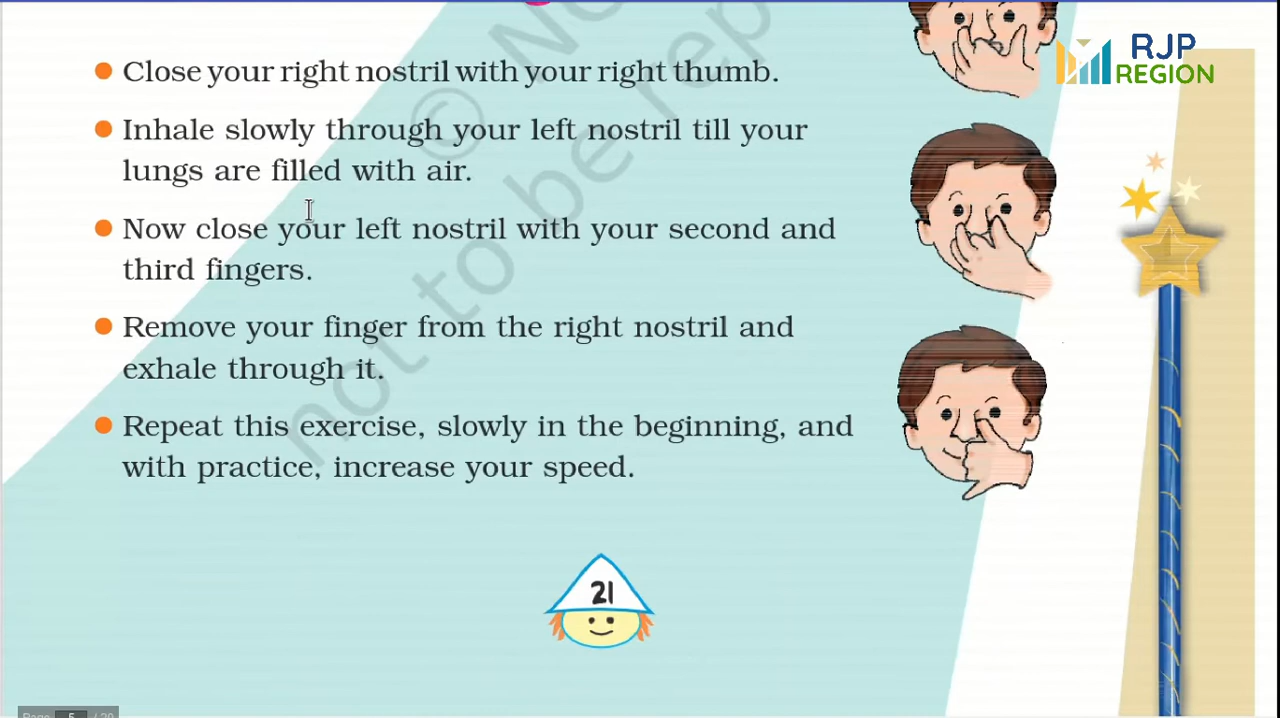 RJP
REGION
Close your right nostril with your right thumb.
Inhale slowly through your left nostril till your
lungs are filled with air.
Now close your left nostril with your second and
third fingers.
Remove your finger from the right nostril and
exhale through it.
Repeat this exercise, slowly in the beginning, and
with practice, increase your speed.
© No
not to be rep
21
Page 5 / 20